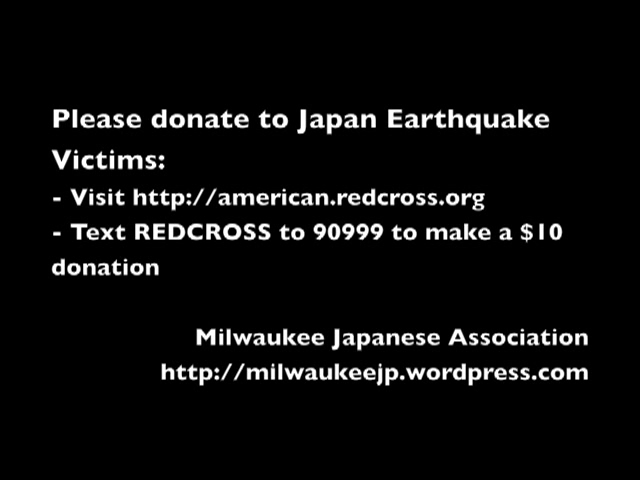 Please donate to Japan Earthquake
Victims:
- Visit http://american.redcross.org
- Text REDCROSS to 90999 to make a $10
donation
Milwaukee Japanese Association
http://milwaukeejp.wordpress.com